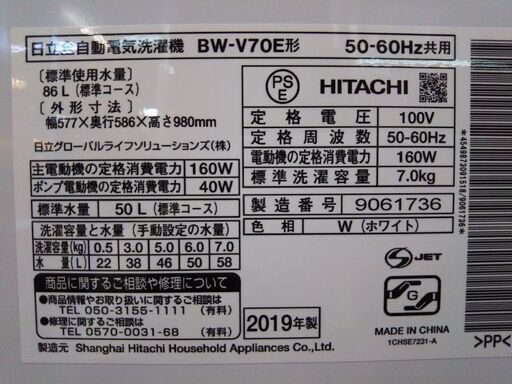 日立全自動電気洗濯機 BW-V70E形 50-60Hz共用
〔標準使用水量〕
86L(標準コース)
〔外形寸法〕
幅577×奥行586×高さ980mm
日立グローバルライフソリューションズ(株)
主電動機の定格消費電力 160W
ポンプ電動機の定格消費電力 40W
標準水量 50L(標準コース)
洗濯容量と水量(手動設定の水量)
洗濯容量(kg) 0.5 3.0 5.0 6.0 7.0
水量(L) 22 38 46 50 58
商品に関するご相談や修理について
●商品情報やお取り扱いに関するご相談
TEL 050-3155-1111 (有料)
●修理に関するご相談
TEL 0570-0031-68 (有料)
製造元 Shanghai Hitachi Household Appliances Co.,Ltd.
PS
E
HITACHI
定格電圧 100V
定格周波数 50-60Hz
電動機の定格消費電力 160W
標準洗濯容量 7.0kg
製造番号 9061736
色相 W(ホワイト)
S JET
G
2019年製
MADE IN CHINA
1CHSE7231-A
*4549873091518/9061736*
>PP<